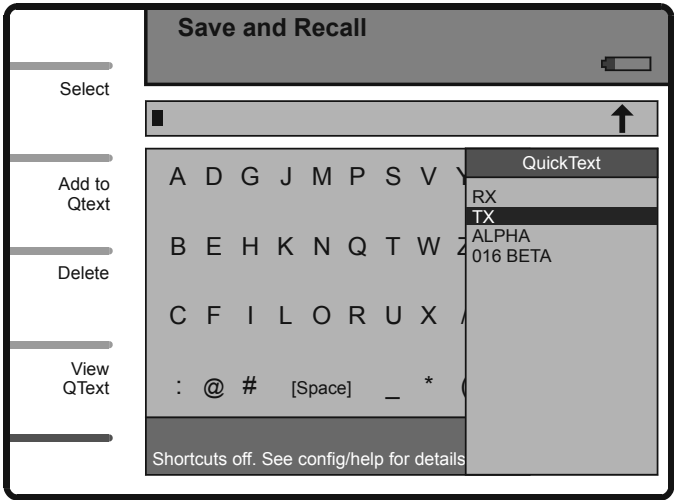 Save and Recall
Select
Add to
Qtext
Delete
View
QText
A D G J M P S V Y
B E H K N Q T W Z
C F I L O R U X /
: @ # [Space] _ * (
QuickText
RX
TX
ALPHA
016 BETA
Shortcuts off. See config/help for details